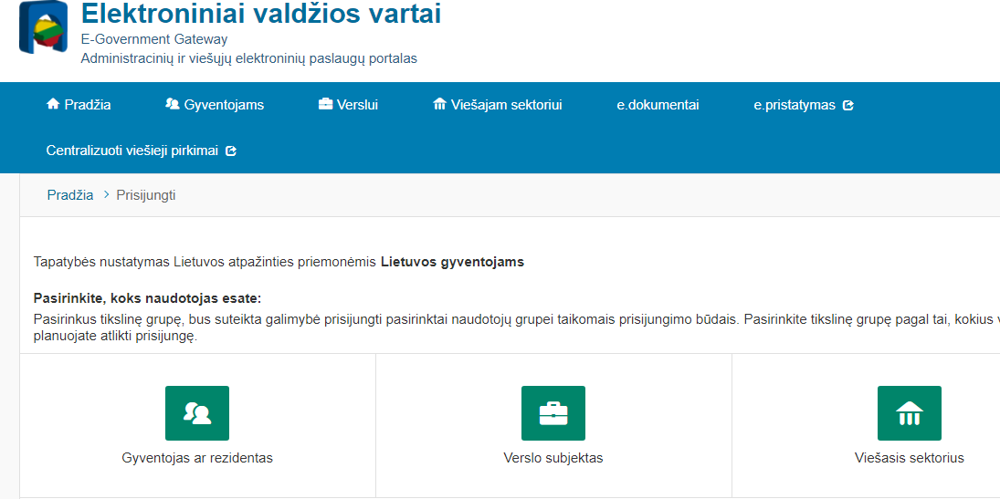 Elektroniniai valdžios vartai
E-Government Gateway
Administracinių ir viešųjų elektroninių paslaugų portalas
Pradžia Gyventojams Verslui Viešajam sektoriui e.dokumentai e.pristatymas
Centralizuoti viešieji pirkimai
Pradžia > Prisijungti
Tapatybės nustatymas Lietuvos atpažinties priemonėmis Lietuvos gyventojams
Pasirinkite, koks naudotojas esate:
Pasirinkus tikslinę grupę, bus suteikta galimybė prisijungti pasirinktai naudotojų grupei taikomais prisijungimo būdais. Pasirinkite tikslinę grupę pagal tai, kokius
planuojate atlikti prisijungę.
Gyventojas ar rezidentas Verslo subjektas Viešasis sektorius